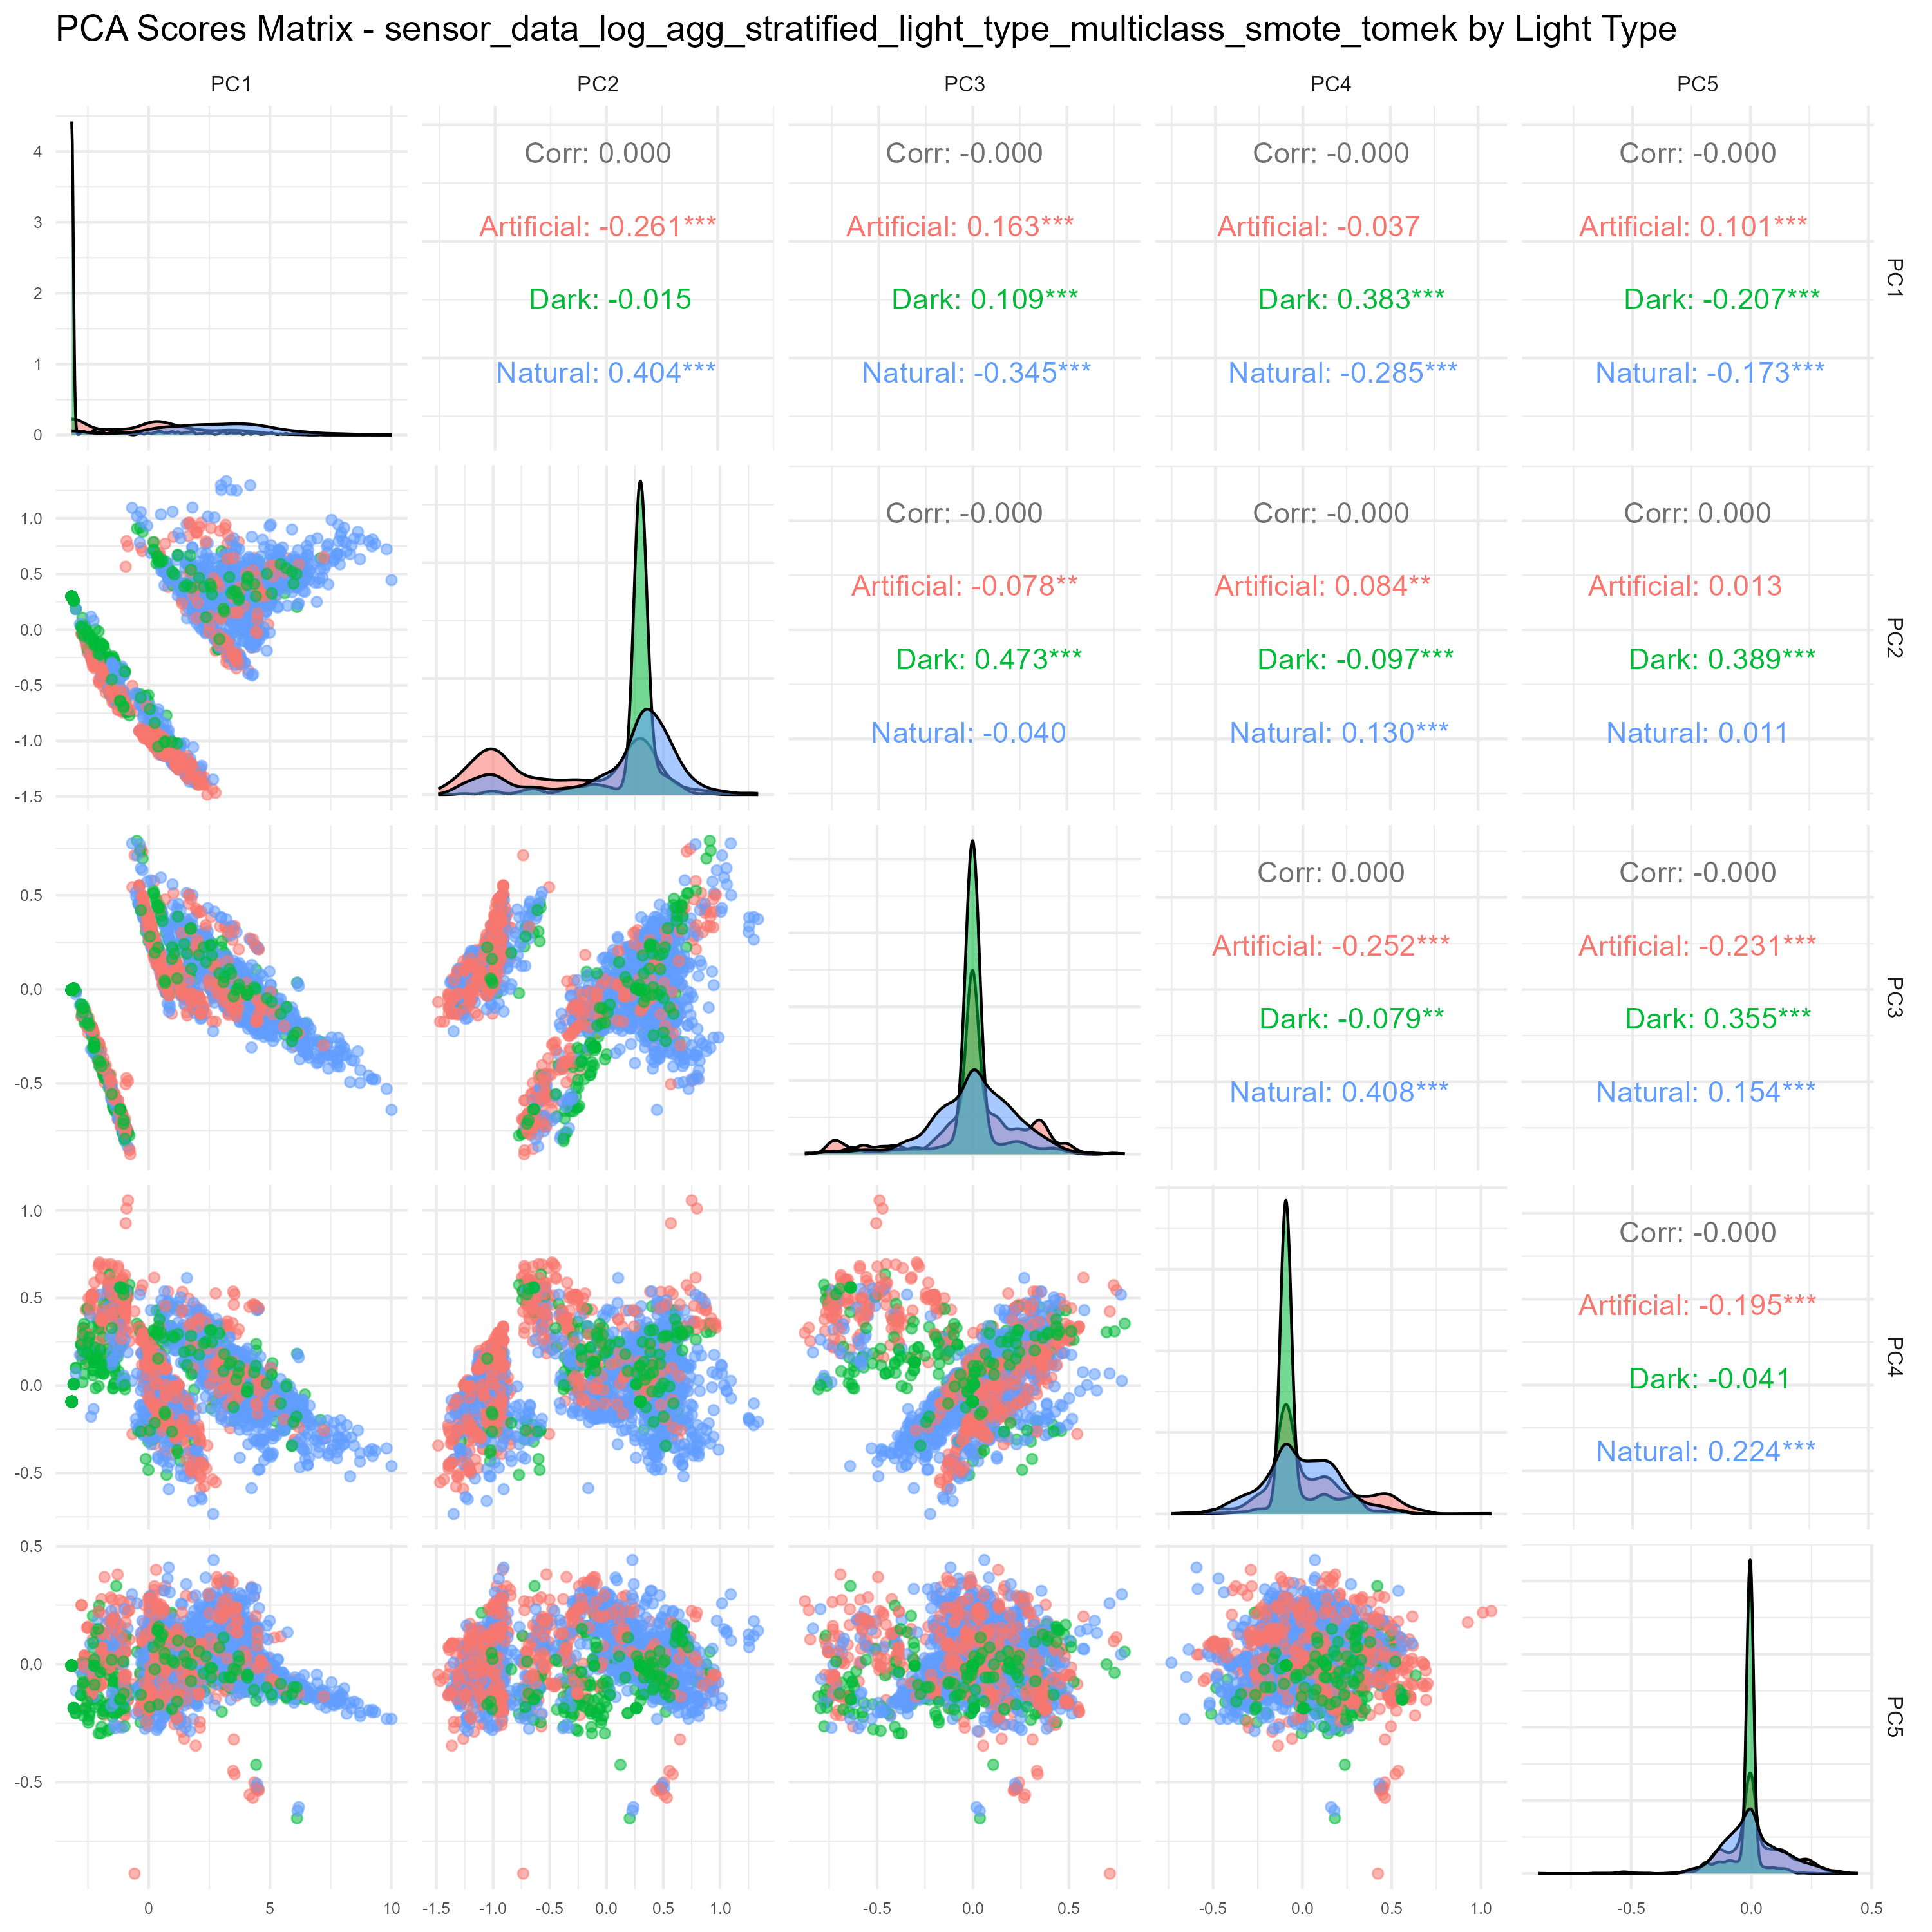 PCA Scores Matrix - sensor_data_log_agg_stratified_light_type_multiclass_smote_tomek by Light Type
PC1 PC2 PC3 PC4 PC5
4
3
2
1
0
Corr: 0.000
Artificial: -0.261***
Dark: -0.015
Natural: 0.404***
Corr: -0.000
Artificial: 0.163***
Dark: 0.109***
Natural: -0.345***
Corr: -0.000
Artificial: -0.037
Dark: 0.383***
Natural: -0.285***
Corr: -0.000
Artificial: 0.101***
Dark: -0.207***
Natural: -0.173***
PC1
1.0
0.5
0.0
-0.5
-1.0
-1.5
Corr: -0.000
Artificial: -0.078**
Dark: 0.473***
Natural: -0.040
Corr: -0.000
Artificial: 0.084**
Dark: -0.097***
Natural: 0.130***
Corr: 0.000
Artificial: 0.013
Dark: 0.389***
Natural: 0.011
PC2
0.5
0.0
-0.5
Corr: 0.000
Artificial: -0.252***
Dark: -0.079**
Natural: 0.408***
Corr: -0.000
Artificial: -0.231***
Dark: 0.355***
Natural: 0.154***
PC3
1.0
0.5
0.0
-0.5
Corr: -0.000
Artificial: -0.195***
Dark: -0.041
Natural: 0.224***
PC4
0.5
0.0
-0.5
PC5
0 5 10
-1.5 -1.0 -0.5 0.0 0.5 1.0
-0.5 0.0 0.5
-0.5 0.0 0.5 1.0
-0.5 0.0 0.5